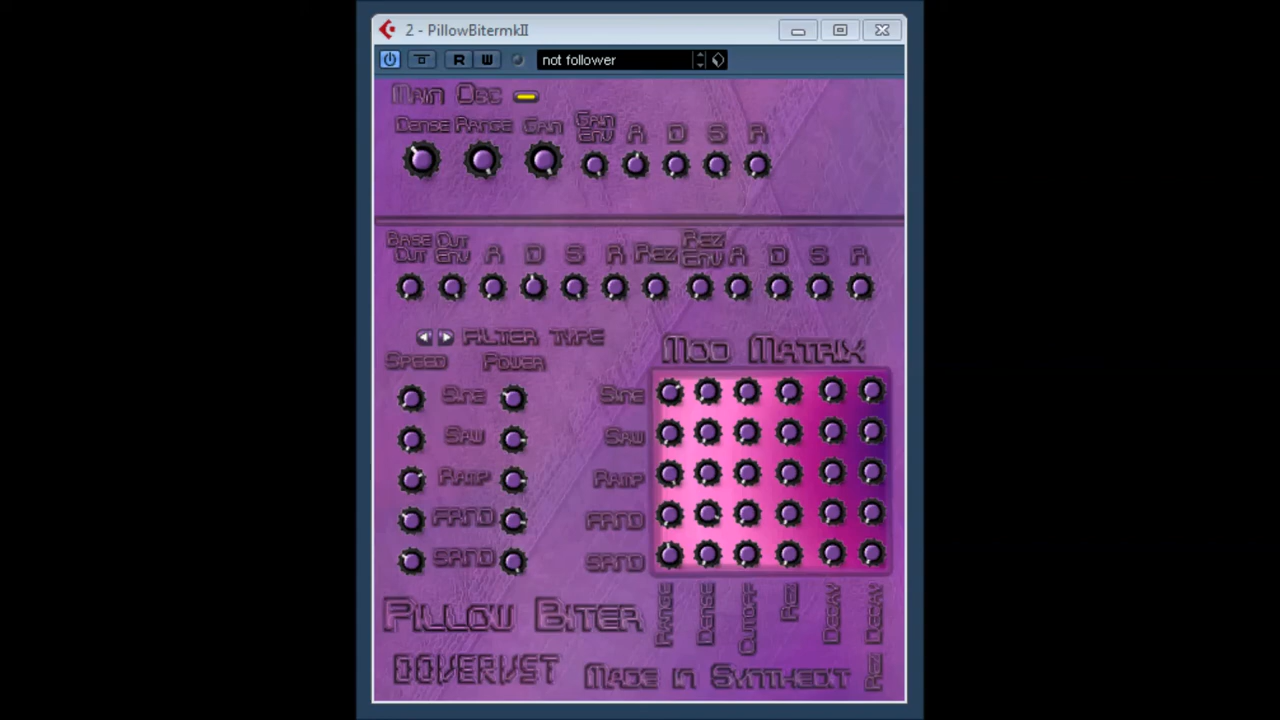 2 - PillowBitermkII
R W not follower
Main Osc
Dense Range Gain Gain Env A D S R
Base Cut Cut Env A D S R Rez Rez Env A D S R
Filter Type
Speed Power
Mod Matrix
Sine Sine
Saw Saw
Ramp Ramp
FRND FRND
SRND SRND
Range Dense Cutoff Rez Decay Rez Decay
Pillow Biter
DOVERVST
Made in Synthedit